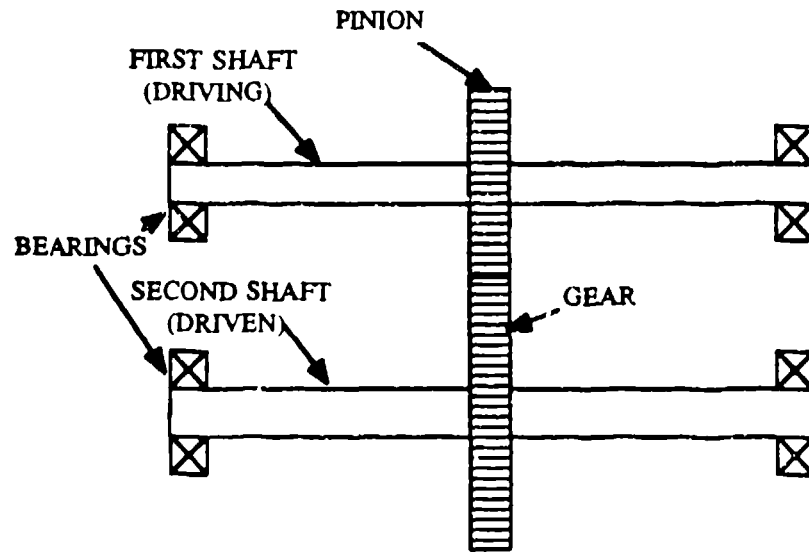 PINION
FIRST SHAFT
(DRIVING)
BEARINGS
SECOND SHAFT
(DRIVEN)
GEAR